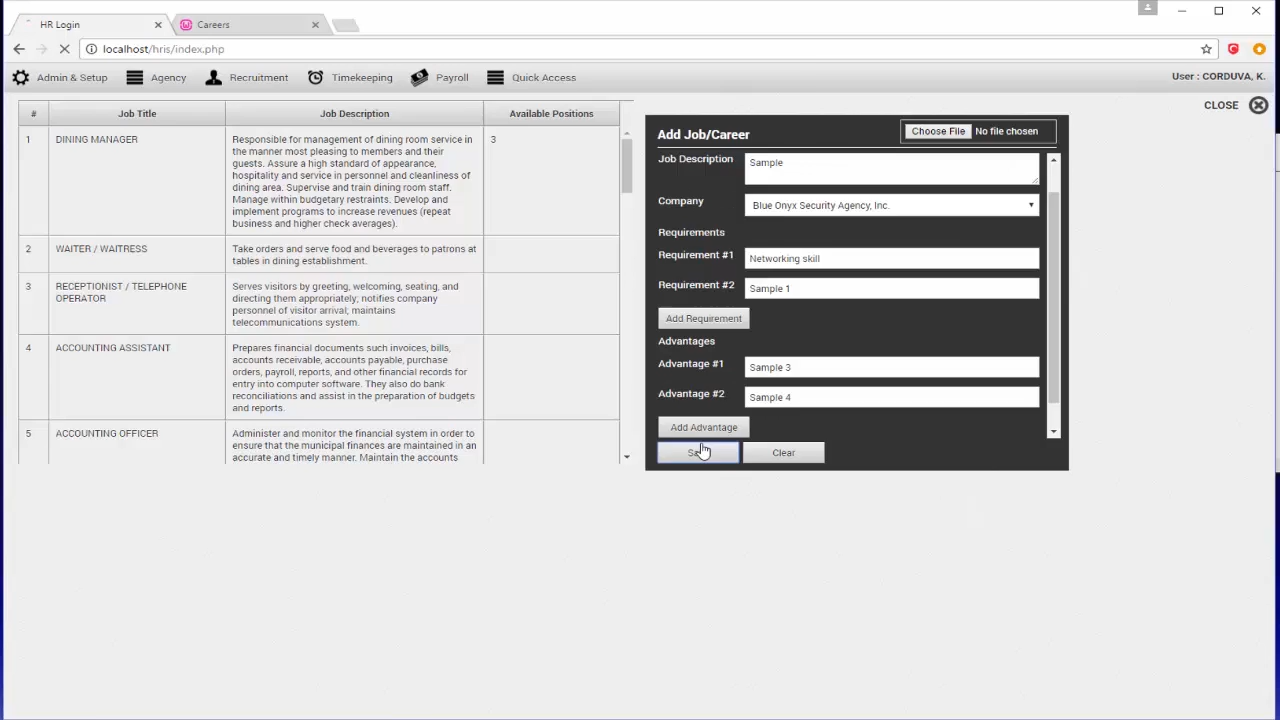 HR Login
Careers
localhost/hris/index.php
Admin & Setup Agency Recruitment Timekeeping Payroll Quick Access User : CORDUVA, K.
CLOSE
# Job Title Job Description Available Positions
1 DINING MANAGER Responsible for management of dining room service in 3
the manner most pleasing to members and their
guests. Assure a high standard of appearance,
hospitality and service in personnel and cleanliness of
dining area. Supervise and train dining room staff.
Manage within budgetary restraints. Develop and
implement programs to increase revenues (repeat
business and higher check averages).
2 WAITER / WAITRESS Take orders and serve food and beverages to patrons at
tables in dining establishment.
3 RECEPTIONIST / TELEPHONE Serves visitors by greeting, welcoming, seating, and
OPERATOR directing them appropriately; notifies company
personnel of visitor arrival; maintains
telecommunications system.
4 ACCOUNTING ASSISTANT Prepares financial documents such invoices, bills,
accounts receivable, accounts payable, purchase
orders, payroll, reports, and other financial records for
entry into computer software. They also do bank
reconciliations and assist in the preparation of budgets
and reports.
5 ACCOUNTING OFFICER Administer and monitor the financial system in order to
ensure that the municipal finances are maintained in an
accurate and timely manner. Maintain the accounts
Add Job/Career Choose File No file chosen
Job Description Sample
Company Blue Onyx Security Agency, Inc.
Requirements
Requirement #1 Networking skill
Requirement #2 Sample 1
Add Requirement
Advantages
Advantage #1 Sample 3
Advantage #2 Sample 4
Add Advantage
Clear